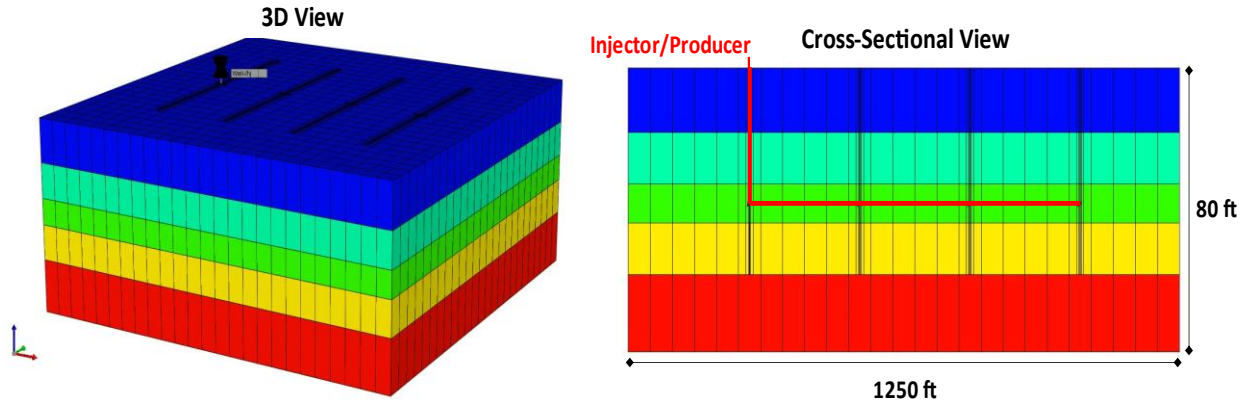 3D View
Injector/Producer
Cross-Sectional View
80 ft
1250 ft